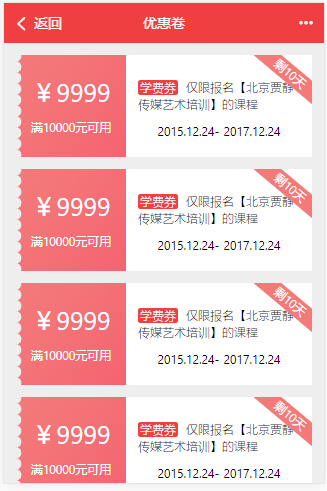 返回
优惠卷
¥ 9999
满10000元可用
学费券 仅限报名【北京贾静
传媒艺术培训】的课程
2015.12.24- 2017.12.24
剩10天
¥ 9999
满10000元可用
学费券 仅限报名【北京贾静
传媒艺术培训】的课程
2015.12.24- 2017.12.24
剩10天
¥ 9999
满10000元可用
学费券 仅限报名【北京贾静
传媒艺术培训】的课程
2015.12.24- 2017.12.24
剩10天
¥ 9999
满10000元可用
学费券 仅限报名【北京贾静
传媒艺术培训】的课程
2015.12.24- 2017.12.24
剩10天